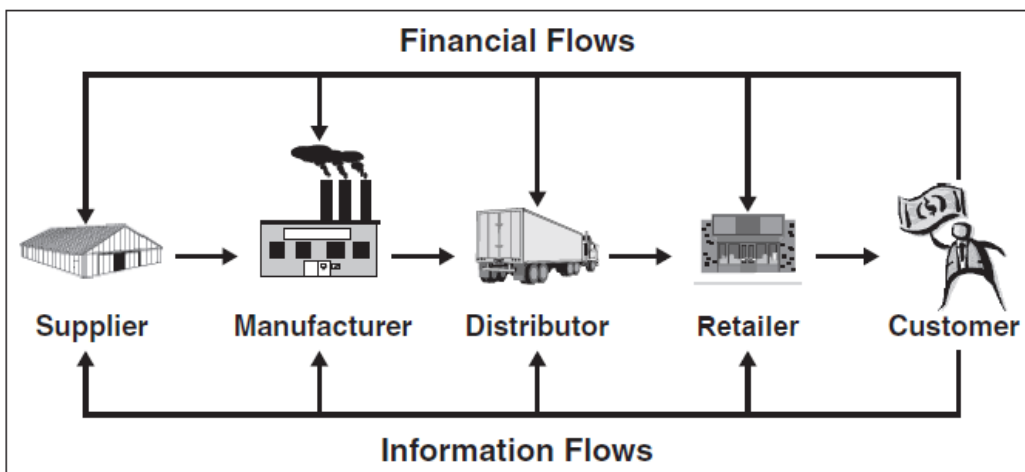 Financial Flows
Supplier
Manufacturer
Distributor
Retailer
Customer
Information Flows